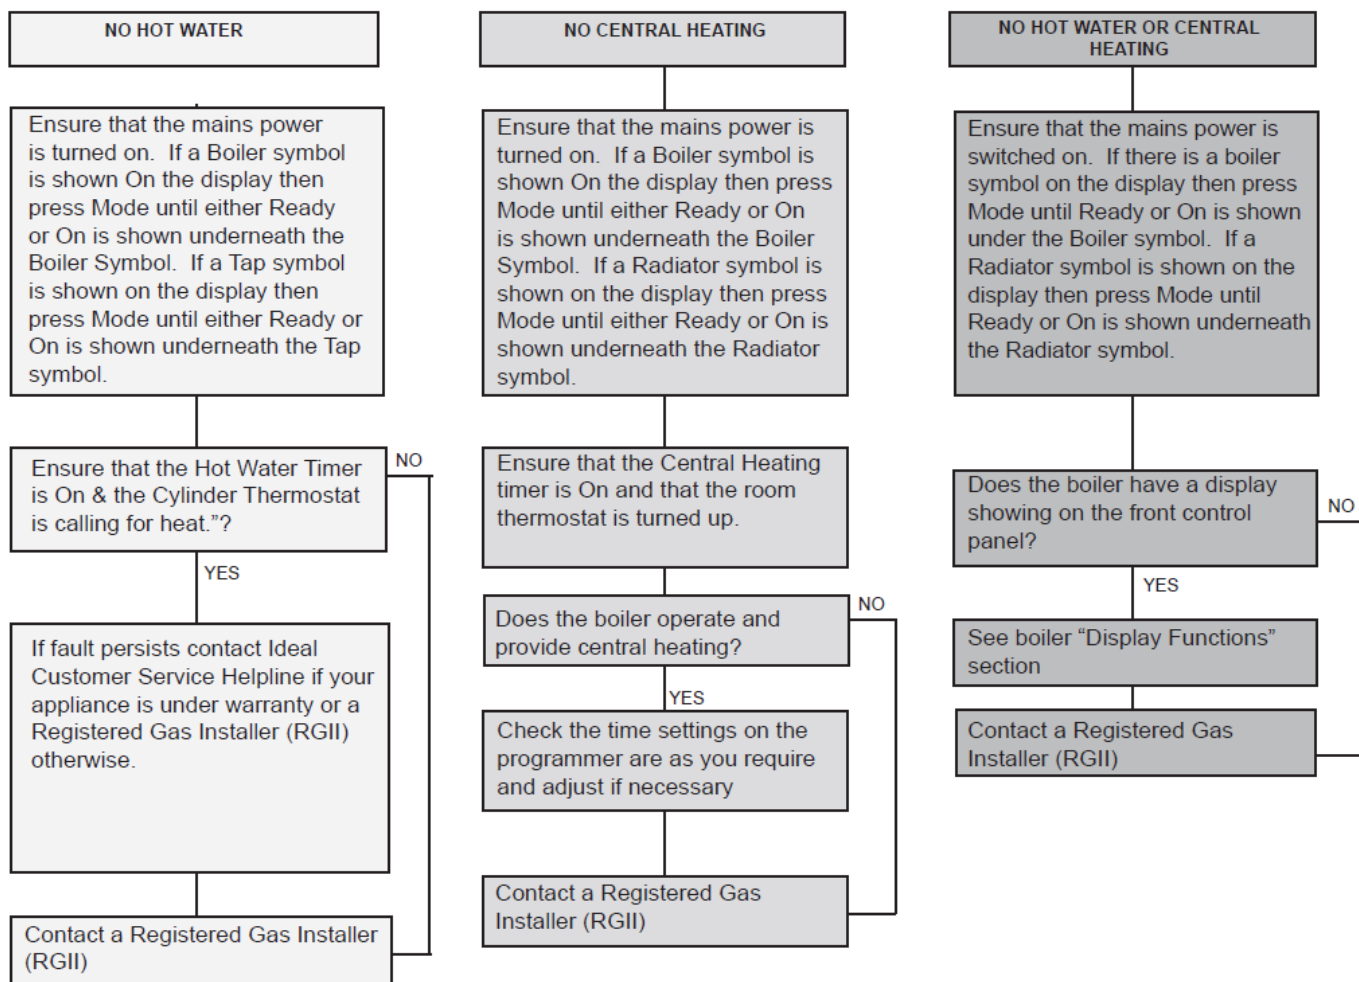 NO HOT WATER
Ensure that the mains power
is turned on.  If a Boiler symbol
is shown On the display then
press Mode until either Ready
or On is shown underneath the
Boiler Symbol.  If a Tap symbol
is shown on the display then
press Mode until either Ready or
On is shown underneath the Tap
symbol.
Ensure that the Hot Water Timer
is On & the Cylinder Thermostat
is calling for heat.”?
NO
YES
If fault persists contact Ideal
Customer Service Helpline if your
appliance is under warranty or a
Registered Gas Installer (RGII)
otherwise.
Contact a Registered Gas Installer
(RGII)
NO CENTRAL HEATING
Ensure that the mains power is
turned on.  If a Boiler symbol is
shown On the display then press
Mode until either Ready or On
is shown underneath the Boiler
Symbol.  If a Radiator symbol is
shown on the display then press
Mode until either Ready or On is
shown underneath the Radiator
symbol.
Ensure that the Central Heating
timer is On and that the room
thermostat is turned up.
Does the boiler operate and
provide central heating?
NO
YES
Check the time settings on the
programmer are as you require
and adjust if necessary
Contact a Registered Gas
Installer (RGII)
NO HOT WATER OR CENTRAL
HEATING
Ensure that the mains power is
switched on.  If there is a boiler
symbol on the display then press
Mode until Ready or On is shown
under the Boiler symbol.  If a
Radiator symbol is shown on the
display then press Mode until
Ready or On is shown underneath
the Radiator symbol.
Does the boiler have a display
showing on the front control
panel?
NO
YES
See boiler “Display Functions”
section
Contact a Registered Gas
Installer (RGII)